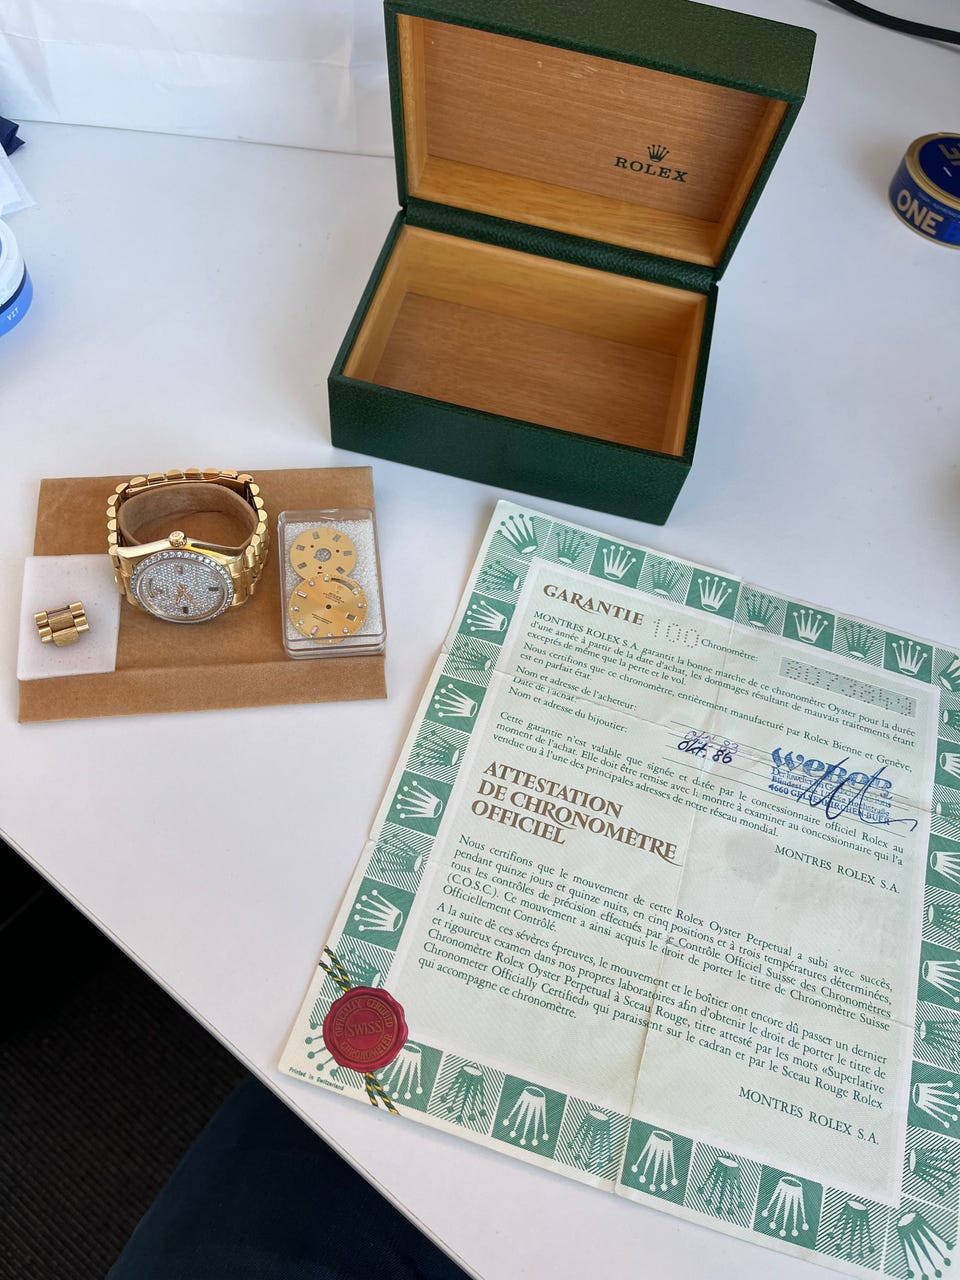 ROLEX
ONE
VZT
GARANTIE 100 Chronomètre:
MONTRES ROLEX S.A. garantit la bonne marche de ce chronomètre Oyster pour la durée
d'une année à partir de la date d'achat, les dommages résultant de mauvais traitements étant
exceptés de même que la perte et le vol.
Nous certifions que ce chronomètre, entièrement manufacturé par Rolex Bienne et Genève,
est en parfait état.
Nom et adresse de l'acheteur:
Date de l'achat:
Okt. 86
Nom et adresse du bijoutier:
weber
4660 GELSENKIRCHEN-BUER
Cette garantie n'est valable que signée et datée par le concessionnaire officiel Rolex au
moment de l'achat. Elle doit être remise avec la montre à examiner au concessionnaire qui l'a
vendue ou à l'une des principales adresses de notre réseau mondial.
MONTRES ROLEX S.A.
ATTESTATION
DE CHRONOMÈTRE
OFFICIEL
Nous certifions que le mouvement de cette Rolex Oyster Perpetual a subi avec succès,
pendant quinze jours et quinze nuits, en cinq positions et à trois températures déterminées,
tous les contrôles de précision effectués par le Contrôle Officiel Suisse des Chronomètres
(C.O.S.C.). Ce mouvement a ainsi acquis le droit de porter le titre de Chronomètre Suisse
Officiellement Contrôlé.
A la suite de ces sévères épreuves, le mouvement et le boîtier ont encore dû passer un dernier
et rigoureux examen dans nos propres laboratoires afin d'obtenir le droit de porter le titre de
Chronomètre Rolex Oyster Perpetual à Sceau Rouge, titre attesté par les mots «Superlative
Chronometer Officially Certified» qui paraissent sur le cadran et par le Sceau Rouge Rolex
qui accompagne ce chronomètre.
MONTRES ROLEX S.A.
OFFICIALLY CERTIFIED
SWISS
CHRONOMETER
Printed in Switzerland